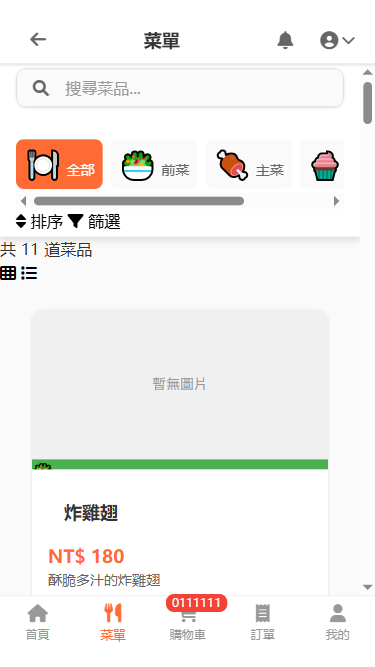 菜單
搜尋菜品...
全部
前菜
主菜
排序 篩選
共 11 道菜品
暫無圖片
炸雞翅
NT$ 180
酥脆多汁的炸雞翅
0111111
首頁
菜單
購物車
訂單
我的